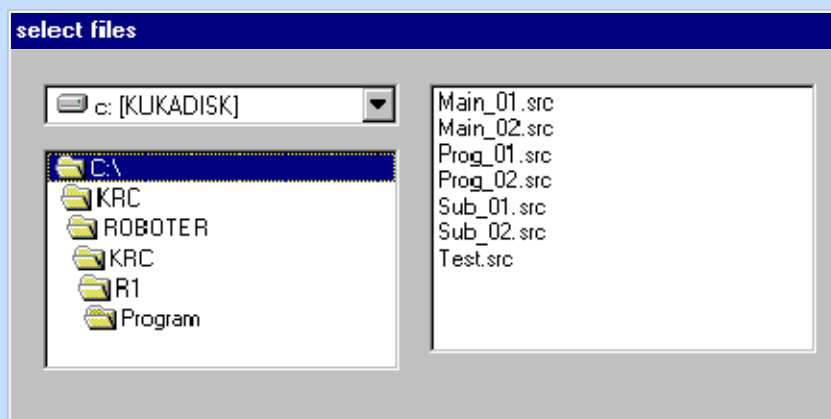 select files
c: [KUKADISK]
C:\
KRC
ROBOTER
KRC
R1
Program
Main_01.src
Main_02.src
Prog_01.src
Prog_02.src
Sub_01.src
Sub_02.src
Test.src